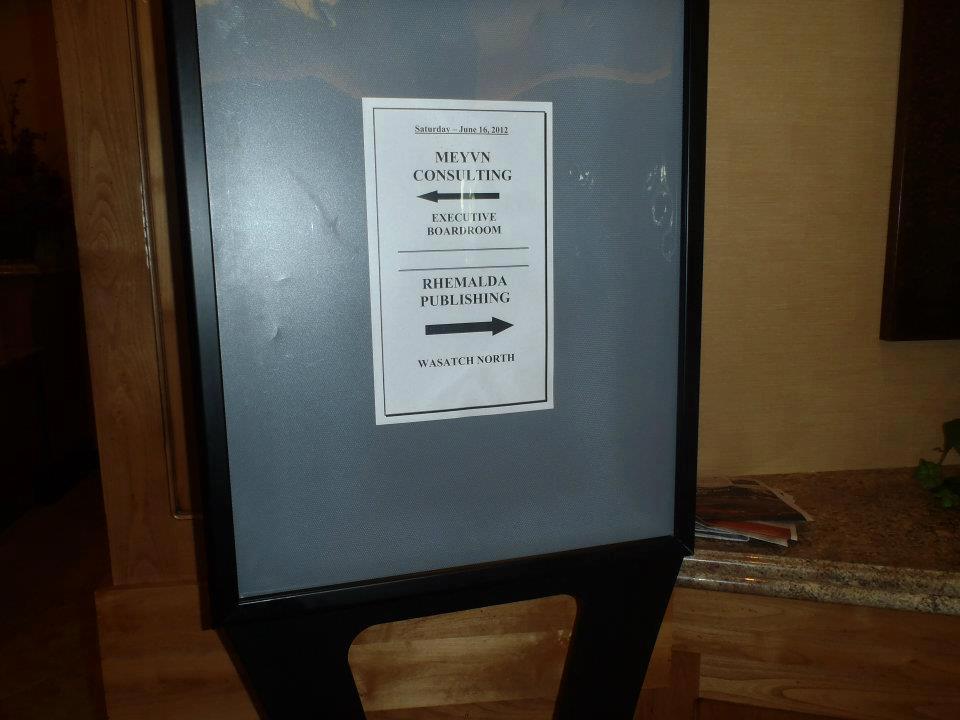 Saturday – June 16, 2012
MEYVN
CONSULTING
EXECUTIVE
BOARDROOM
RHEMALDA
PUBLISHING
WASATCH NORTH